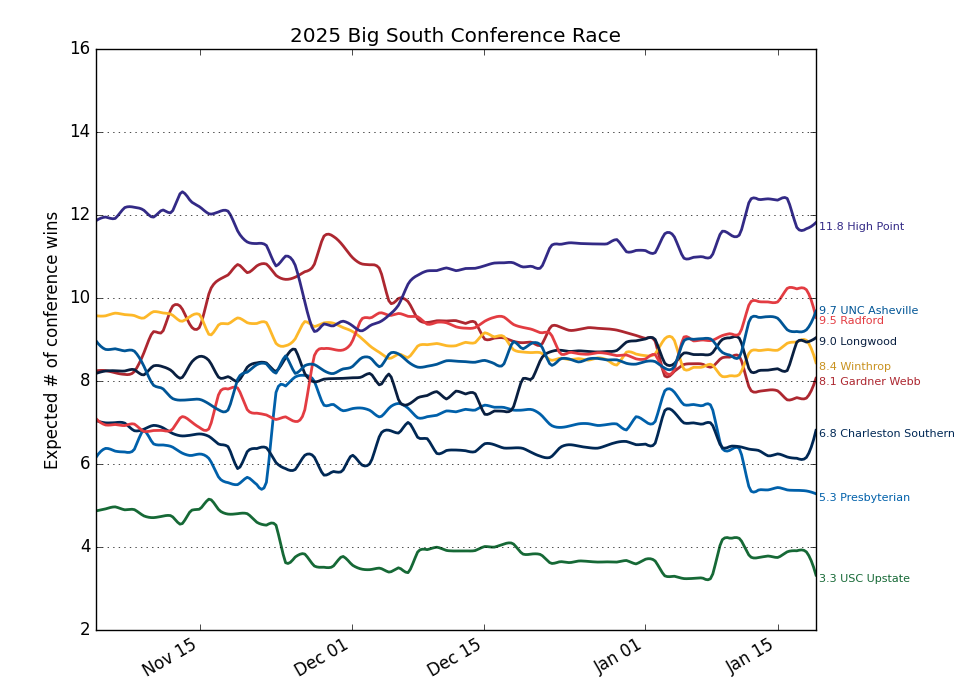 2025 Big South Conference Race
Expected # of conference wins
16
14
12
10
8
6
4
2
Nov 15
Dec 01
Dec 15
Jan 01
Jan 15
11.8 High Point
9.7 UNC Asheville
9.5 Radford
9.0 Longwood
8.4 Winthrop
8.1 Gardner Webb
6.8 Charleston Southern
5.3 Presbyterian
3.3 USC Upstate